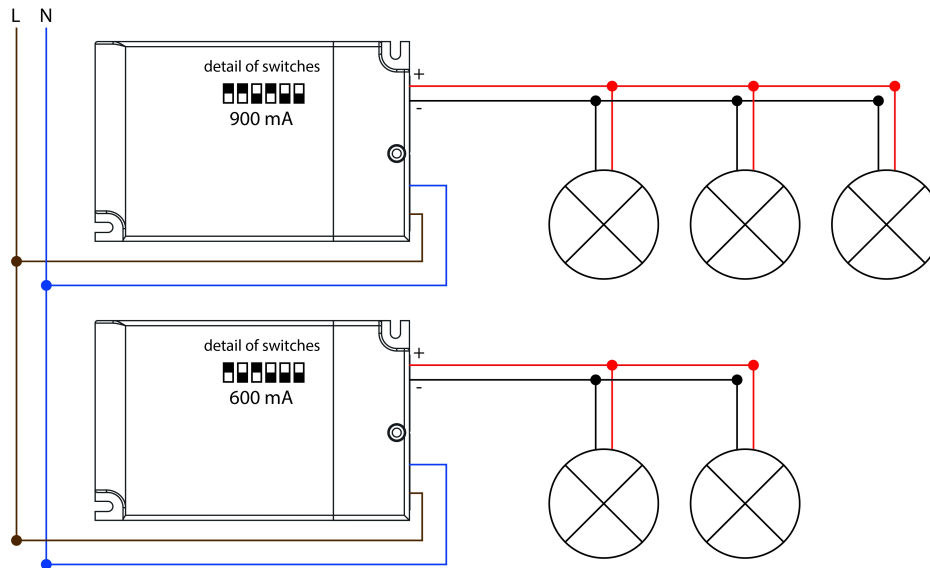 L N
detail of switches
+
-
900 mA
detail of switches
+
-
600 mA